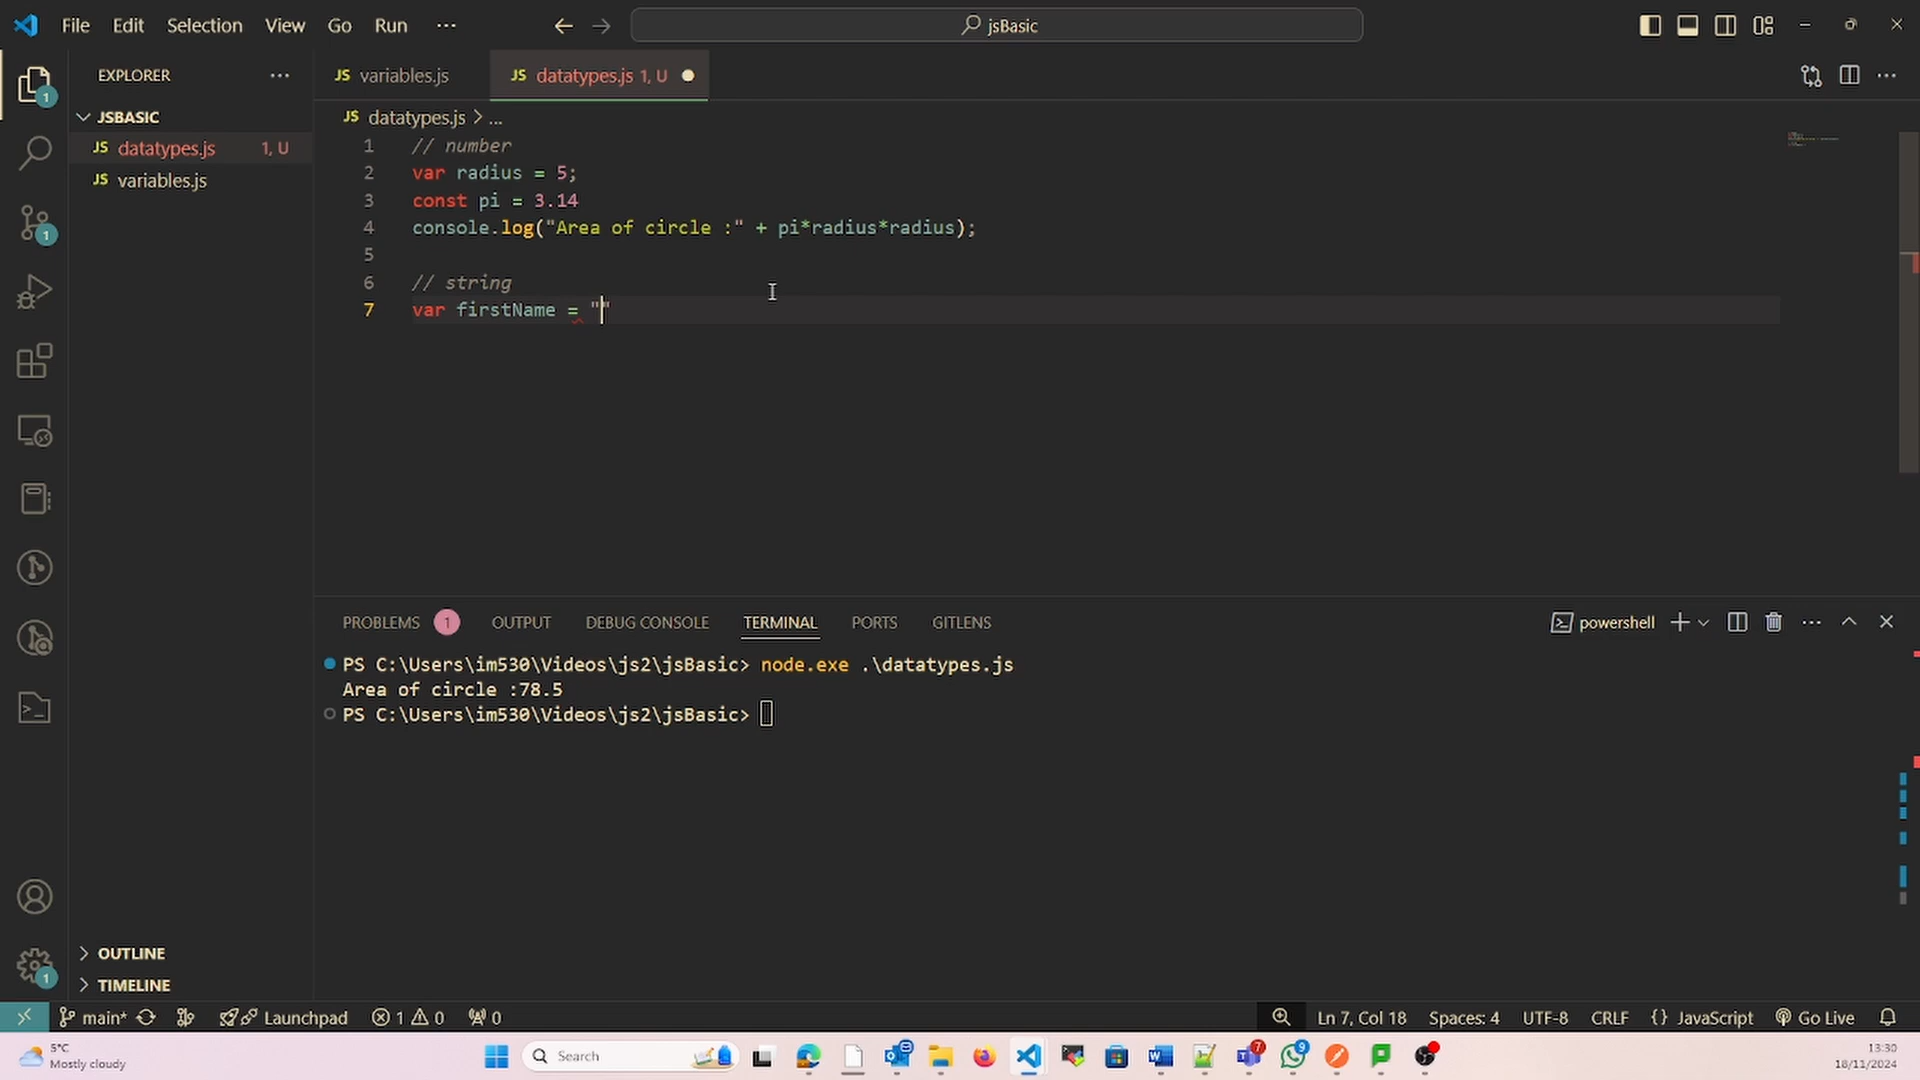 File Edit Selection View Go Run ... jsBasic
EXPLORER ...
JSBASIC
JS datatypes.js 1, U
JS variables.js
OUTLINE
TIMELINE
JS variables.js JS datatypes.js 1, U
JS datatypes.js > ...
1 // number
2 var radius = 5;
3 const pi = 3.14
4 console.log("Area of circle :" + pi*radius*radius);
5
6 // string
7 var firstName = ""
PROBLEMS 1 OUTPUT DEBUG CONSOLE TERMINAL PORTS GITLENS powershell
PS C:\Users\im530\Videos\js2\jsBasic> node.exe .\datatypes.js
Area of circle :78.5
PS C:\Users\im530\Videos\js2\jsBasic>
1
1
1
main* Launchpad 1 0 0 Ln 7, Col 18 Spaces: 4 UTF-8 CRLF {} JavaScript Go Live
5°C
Mostly cloudy
Search
7
9
13:30
18/11/2024